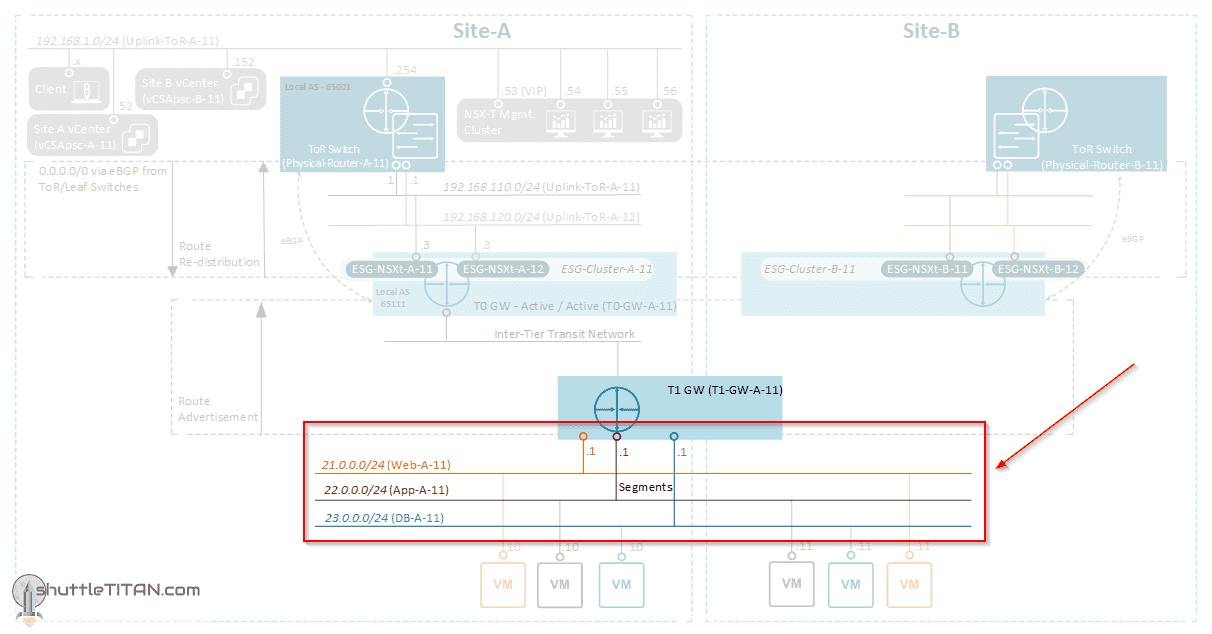 Site-A
Site-B
192.168.1.0/24 (Uplink-ToR-A-11)
.x
.152
.254
Client
Site B vCenter
(vCSApsc-B-11)
.52
Site A vCenter
(vCSApsc-A-11)
Local AS - 65001
ToR Switch
(Physical-Router-A-11)
.53 (VIP)
.54
.55
.56
NSX-T Mgmt.
Cluster
ToR Switch
(Physical-Router-B-11)
0.0.0.0/0 via eBGP from
ToR/Leaf Switches
.1
.1
192.168.110.0/24 (Uplink-ToR-A-11)
192.168.120.0/24 (Uplink-ToR-A-12)
Route
Re-distribution
eBGP
.3
.3
eBGP
ESG-NSXt-A-11
ESG-NSXt-A-12
ESG-Cluster-A-11
ESG-Cluster-B-11
ESG-NSXt-B-11
ESG-NSXt-B-12
Local AS
65111
T0 GW - Active / Active (T0-GW-A-11)
Inter-Tier Transit Network
Route
Advertisement
T1 GW (T1-GW-A-11)
.1
.1
.1
21.0.0.0/24 (Web-A-11)
22.0.0.0/24 (App-A-11)
Segments
23.0.0.0/24 (DB-A-11)
.10
.10
.10
.11
.11
.11
VM
VM
VM
VM
VM
VM
shuttleTITAN.com